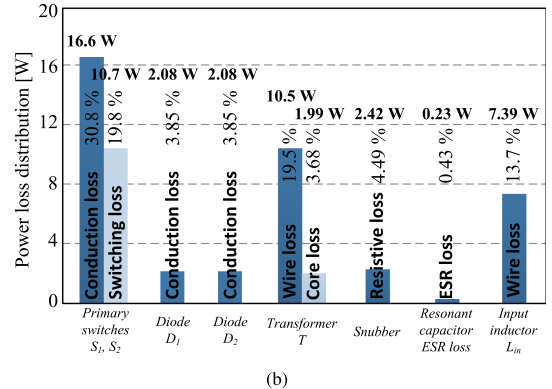 Power loss distribution [W]
20
16
12
8
4
0
16.6 W
10.7 W
2.08 W
2.08 W
10.5 W
1.99 W
2.42 W
0.23 W
7.39 W
30.8 %
19.8 %
3.85 %
3.85 %
19.5 %
3.68 %
4.49 %
0.43 %
13.7 %
Conduction loss
Switching loss
Conduction loss
Conduction loss
Wire loss
Core loss
Resistive loss
ESR loss
Wire loss
Primary
switches
S1, S2
Diode
D1
Diode
D2
Transformer
T
Snubber
Resonant
capacitor
ESR loss
Input
inductor
Lin
(b)